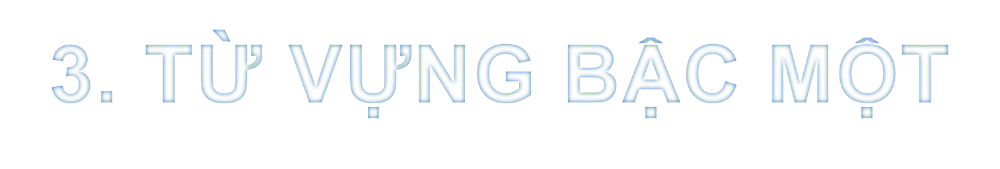 3. TỪ VỰNG BẬC MỘT